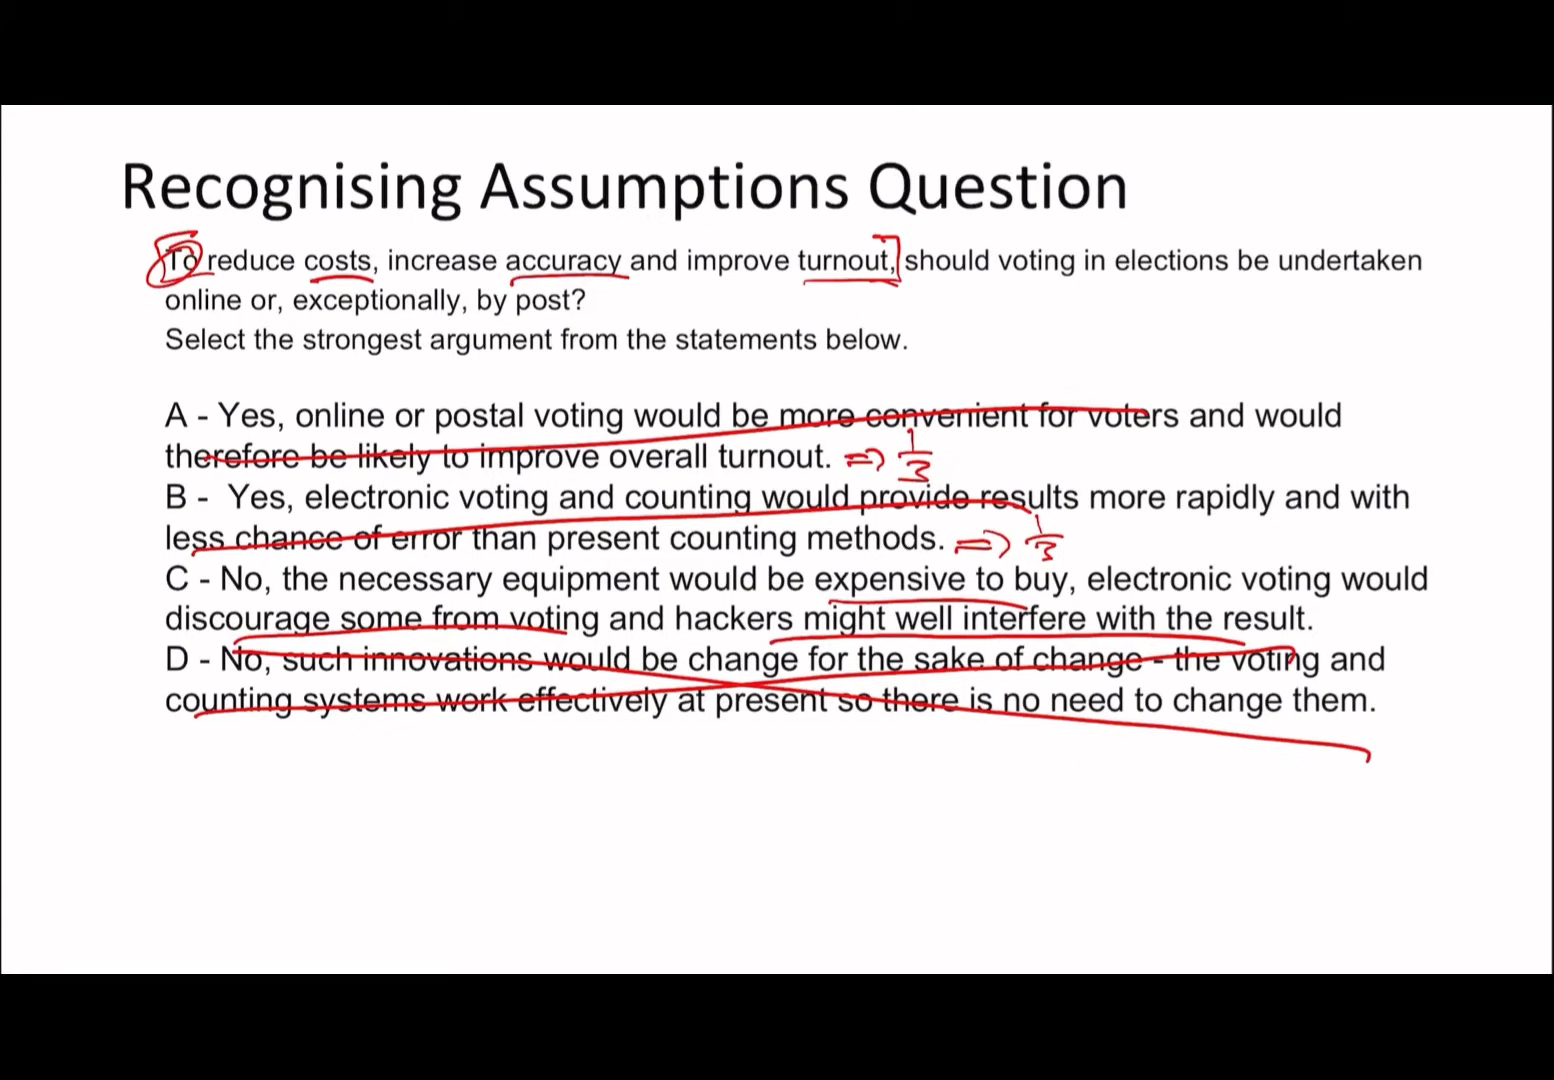 Recognising Assumptions Question
To reduce costs, increase accuracy and improve turnout, should voting in elections be undertaken
online or, exceptionally, by post?
Select the strongest argument from the statements below.
A - Yes, online or postal voting would be more convenient for voters and would
therefore be likely to improve overall turnout. => 1/3
B - Yes, electronic voting and counting would provide results more rapidly and with
less chance of error than present counting methods. => 1/3
C - No, the necessary equipment would be expensive to buy, electronic voting would
discourage some from voting and hackers might well interfere with the result.
D - No, such innovations would be change for the sake of change - the voting and
counting systems work effectively at present so there is no need to change them.